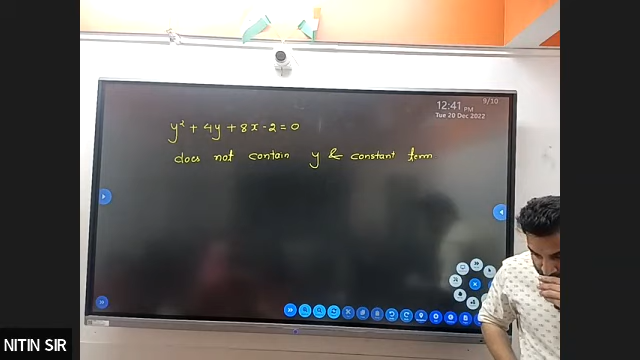 12:41 PM
9/10
Tue 20 Dec 2022
y² + 4y + 8x - 2 = 0
does not contain y & constant term
NITIN SIR